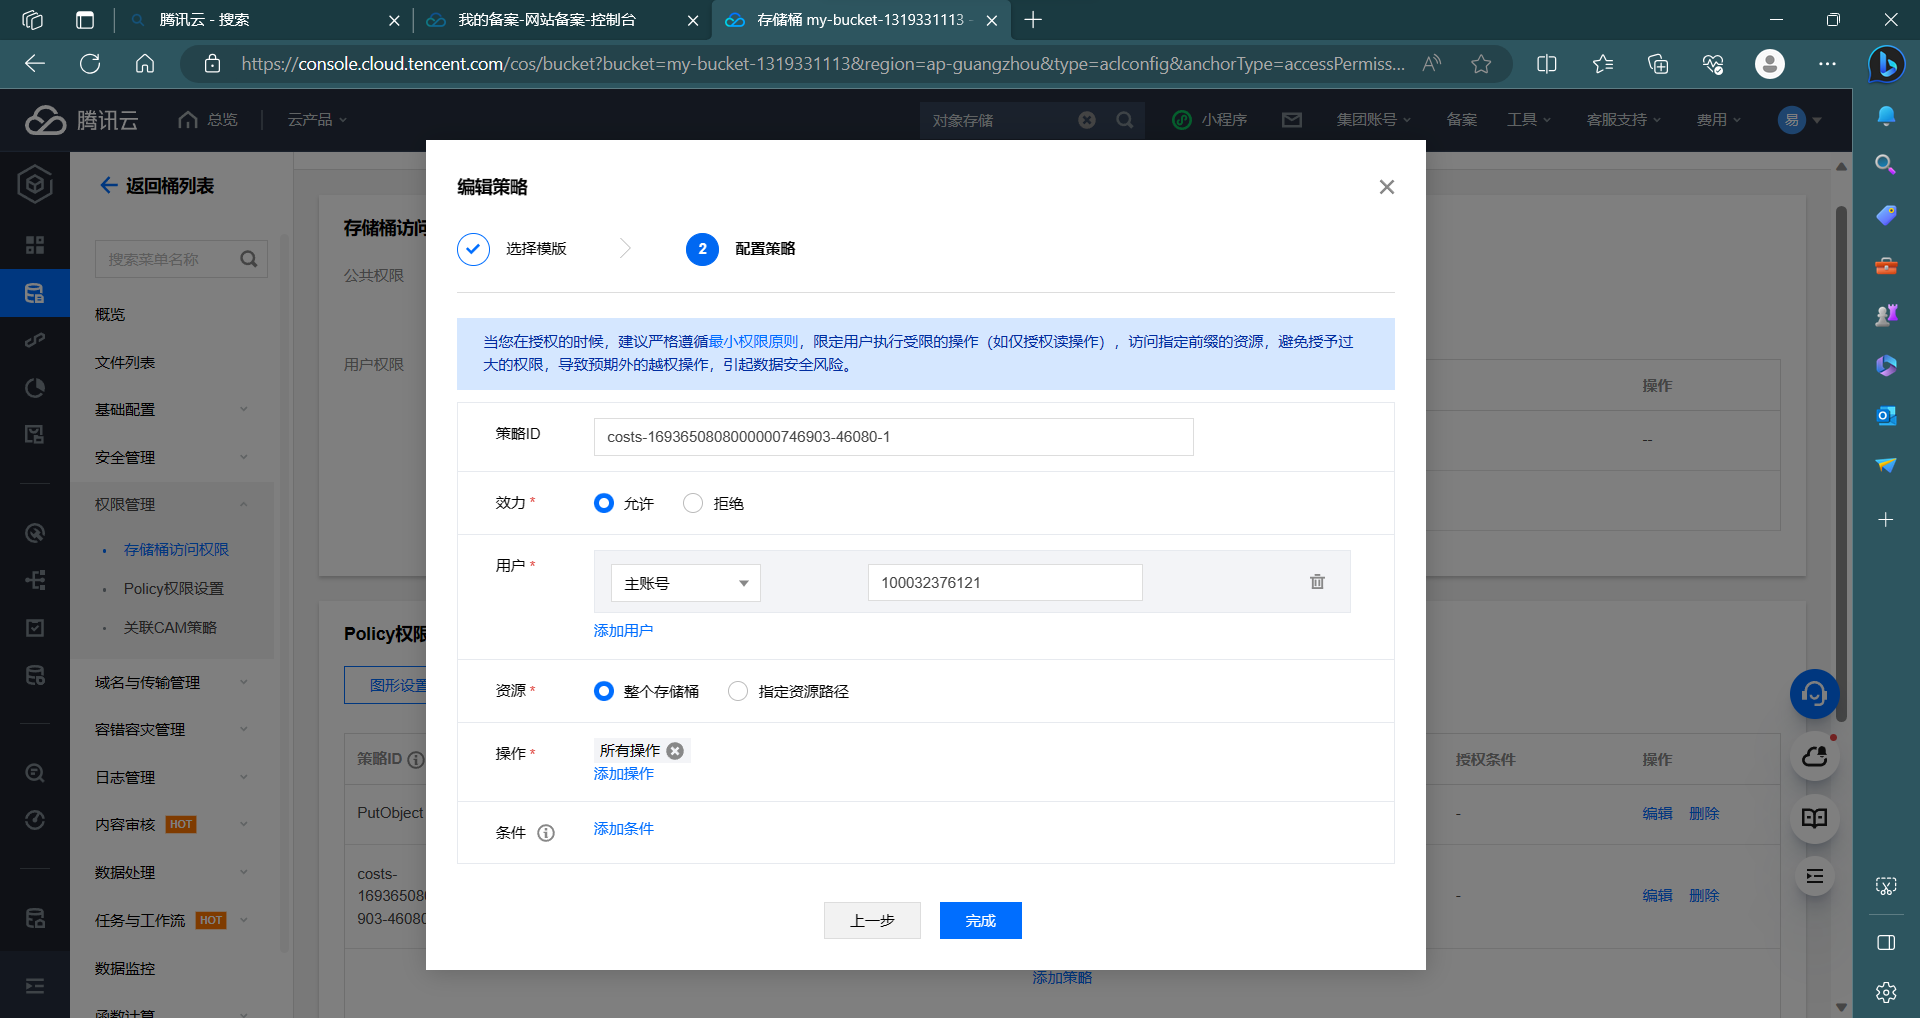 腾讯云 - 搜索
我的备案-网站备案-控制台
存储桶 my-bucket-1319331113 -
https://console.cloud.tencent.com/cos/bucket?bucket=my-bucket-1319331113&region=ap-guangzhou&type=aclconfig&anchorType=accessPermiss...
腾讯云
总览
云产品
对象存储
小程序
集团账号
备案
工具
客服支持
费用
易
返回桶列表
搜索菜单名称
概览
文件列表
基础配置
安全管理
权限管理
存储桶访问权限
Policy权限设置
关联CAM策略
域名与传输管理
容错容灾管理
日志管理
内容审核 HOT
数据处理
任务与工作流 HOT
数据监控
函数计算
存储桶访问
公共权限
用户权限
操作
--
Policy权限
图形设置
策略ID
授权条件
操作
PutObject
-
编辑 删除
costs-
16936508
903-46080
-
编辑 删除
添加策略
编辑策略
选择模版
2 配置策略
当您在授权的时候，建议严格遵循最小权限原则，限定用户执行受限的操作（如仅授权读操作），访问指定前缀的资源，避免授予过
大的权限，导致预期外的越权操作，引起数据安全风险。
策略ID
costs-1693650808000000746903-46080-1
效力 *
允许
拒绝
用户 *
主账号
100032376121
添加用户
资源 *
整个存储桶
指定资源路径
操作 *
所有操作
添加操作
条件
添加条件
上一步
完成